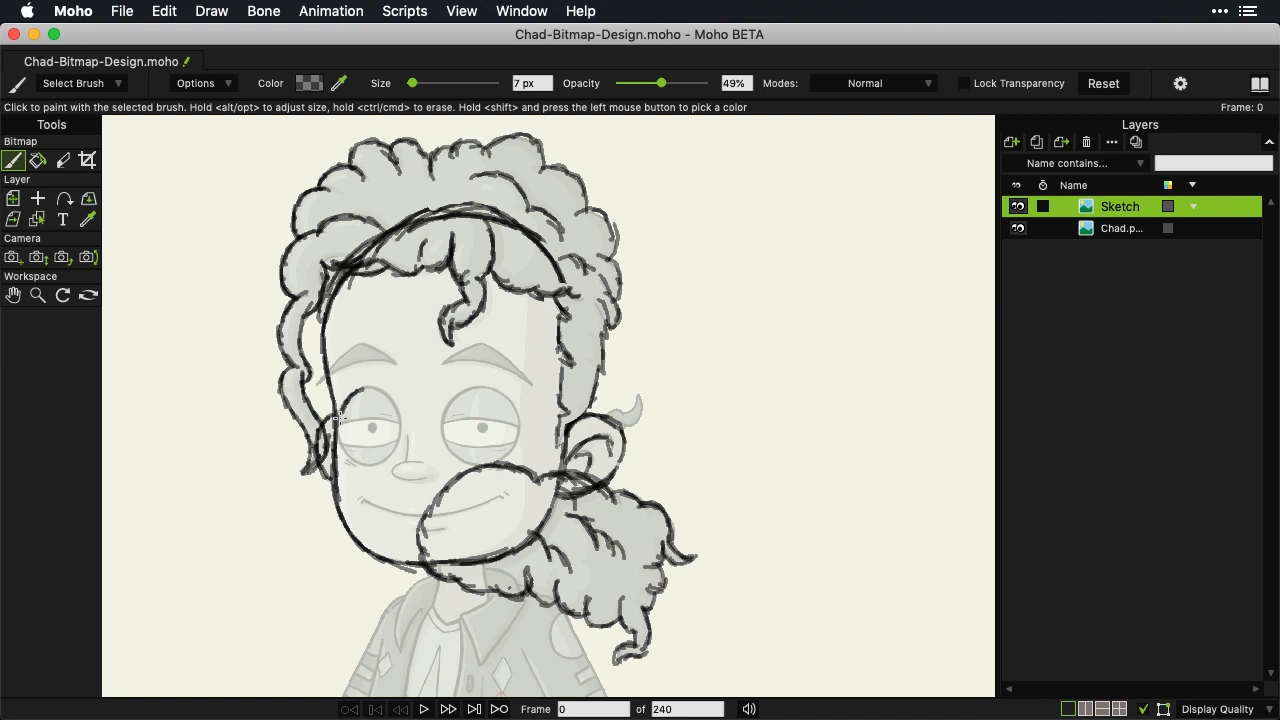 Moho File Edit Draw Bone Animation Scripts View Window Help
Chad-Bitmap-Design.moho - Moho BETA
Chad-Bitmap-Design.moho
Select Brush Options Color Size 7 px Opacity 49% Modes: Normal Lock Transparency Reset
Click to paint with the selected brush. Hold <alt/opt> to adjust size, hold <ctrl/cmd> to erase. Hold <shift> and press the left mouse button to pick a color Frame: 0
Tools
Bitmap
Layer
Camera
Workspace
Layers
Name contains...
Name
Sketch
Chad.p...
Frame 0 of 240 Display Quality